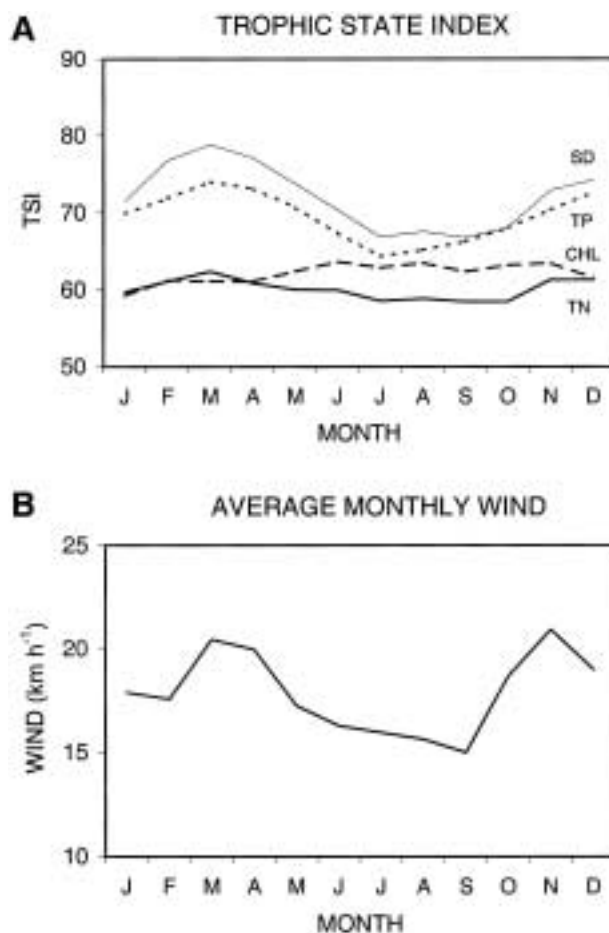 A TROPHIC STATE INDEX
90
80
70
60
50
TSI
SD
TP
CHL
TN
J F M A M J J A S O N D
MONTH
B AVERAGE MONTHLY WIND
25
20
15
10
WIND (km h⁻¹)
J F M A M J J A S O N D
MONTH